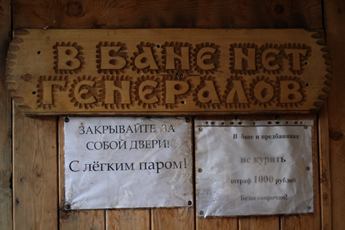 В БАНЕ НЕТ
ГЕНЕРАЛОВ
ЗАКРЫВАЙТЕ ЗА
СОБОЙ ДВЕРИ!
С лёгким паром!
В бане и предбаннике
не курить
штраф 1000 рублей